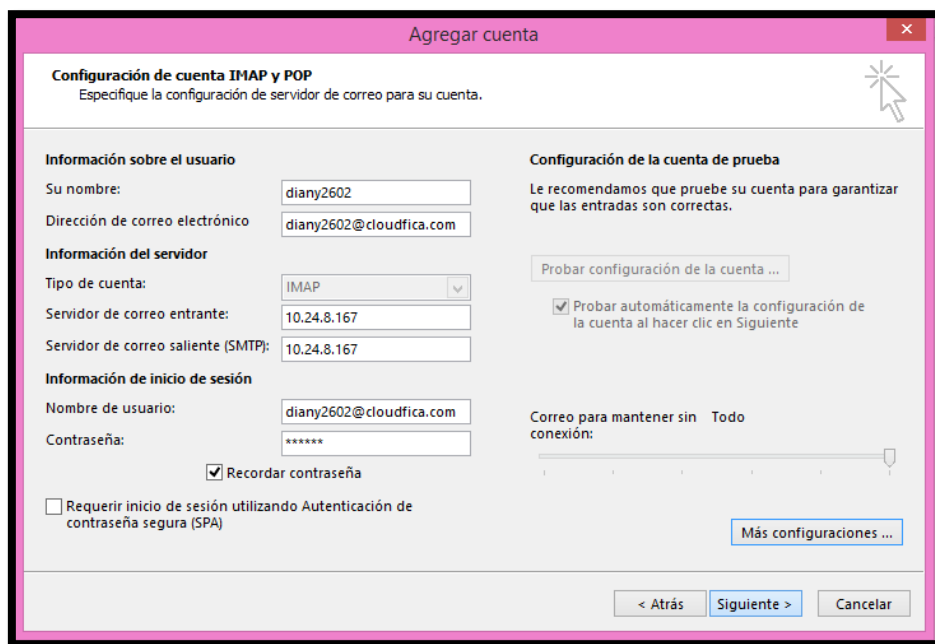 Agregar cuenta
Configuración de cuenta IMAP y POP
Especifique la configuración de servidor de correo para su cuenta.
Información sobre el usuario
Su nombre:
diany2602
Dirección de correo electrónico
diany2602@cloudfica.com
Información del servidor
Tipo de cuenta:
IMAP
Servidor de correo entrante:
10.24.8.167
Servidor de correo saliente (SMTP):
10.24.8.167
Información de inicio de sesión
Nombre de usuario:
diany2602@cloudfica.com
Contraseña:
******
Recordar contraseña
Requerir inicio de sesión utilizando Autenticación de
contraseña segura (SPA)
Configuración de la cuenta de prueba
Le recomendamos que pruebe su cuenta para garantizar
que las entradas son correctas.
Probar configuración de la cuenta ...
Probar automáticamente la configuración de
la cuenta al hacer clic en Siguiente
Correo para mantener sin Todo
conexión:
Más configuraciones ...
< Atrás
Siguiente >
Cancelar